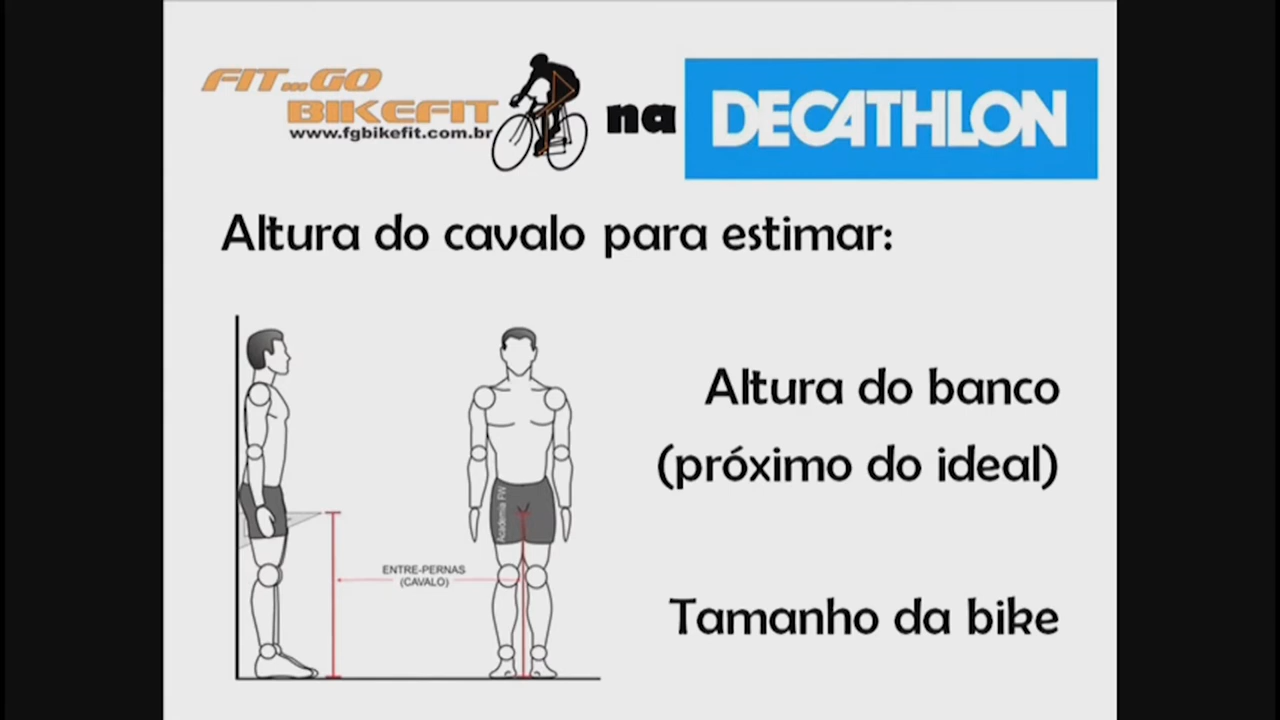 FIT...GO
BIKEFIT
www.fgbikefit.com.br
na
DECATHLON
Altura do cavalo para estimar:
Altura do banco
(próximo do ideal)
Tamanho da bike
ENTRE-PERNAS
(CAVALO)
Academia PW